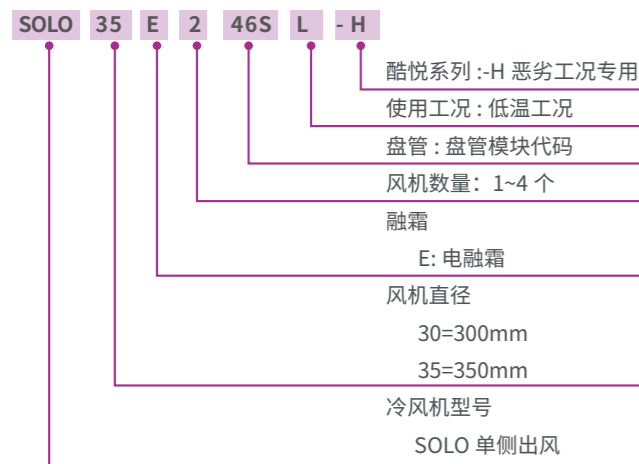 SOLO 35 E 2 46S L - H
酷悦系列 :-H 恶劣工况专用
使用工况 : 低温工况
盘管 : 盘管模块代码
风机数量：1~4 个
融霜
E: 电融霜
风机直径
30=300mm
35=350mm
冷风机型号
SOLO 单侧出风